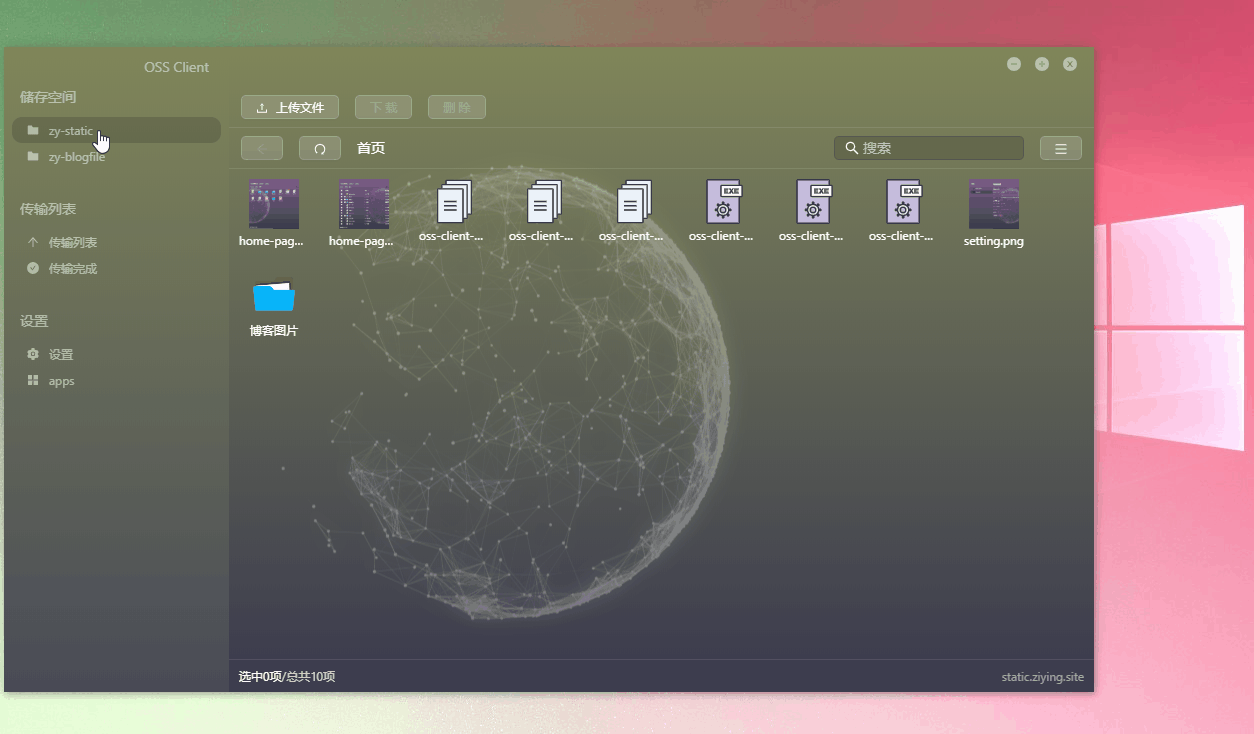 OSS Client
储存空间
zy-static
zy-blogfile
传输列表
传输列表
传输完成
设置
设置
apps
上传文件 下载 删除
首页 搜索
home-pag... home-pag... oss-client-... oss-client-... oss-client-... oss-client-... oss-client-... oss-client-... setting.png
EXE EXE EXE
博客图片
选中0项/总共10项 static.ziying.site